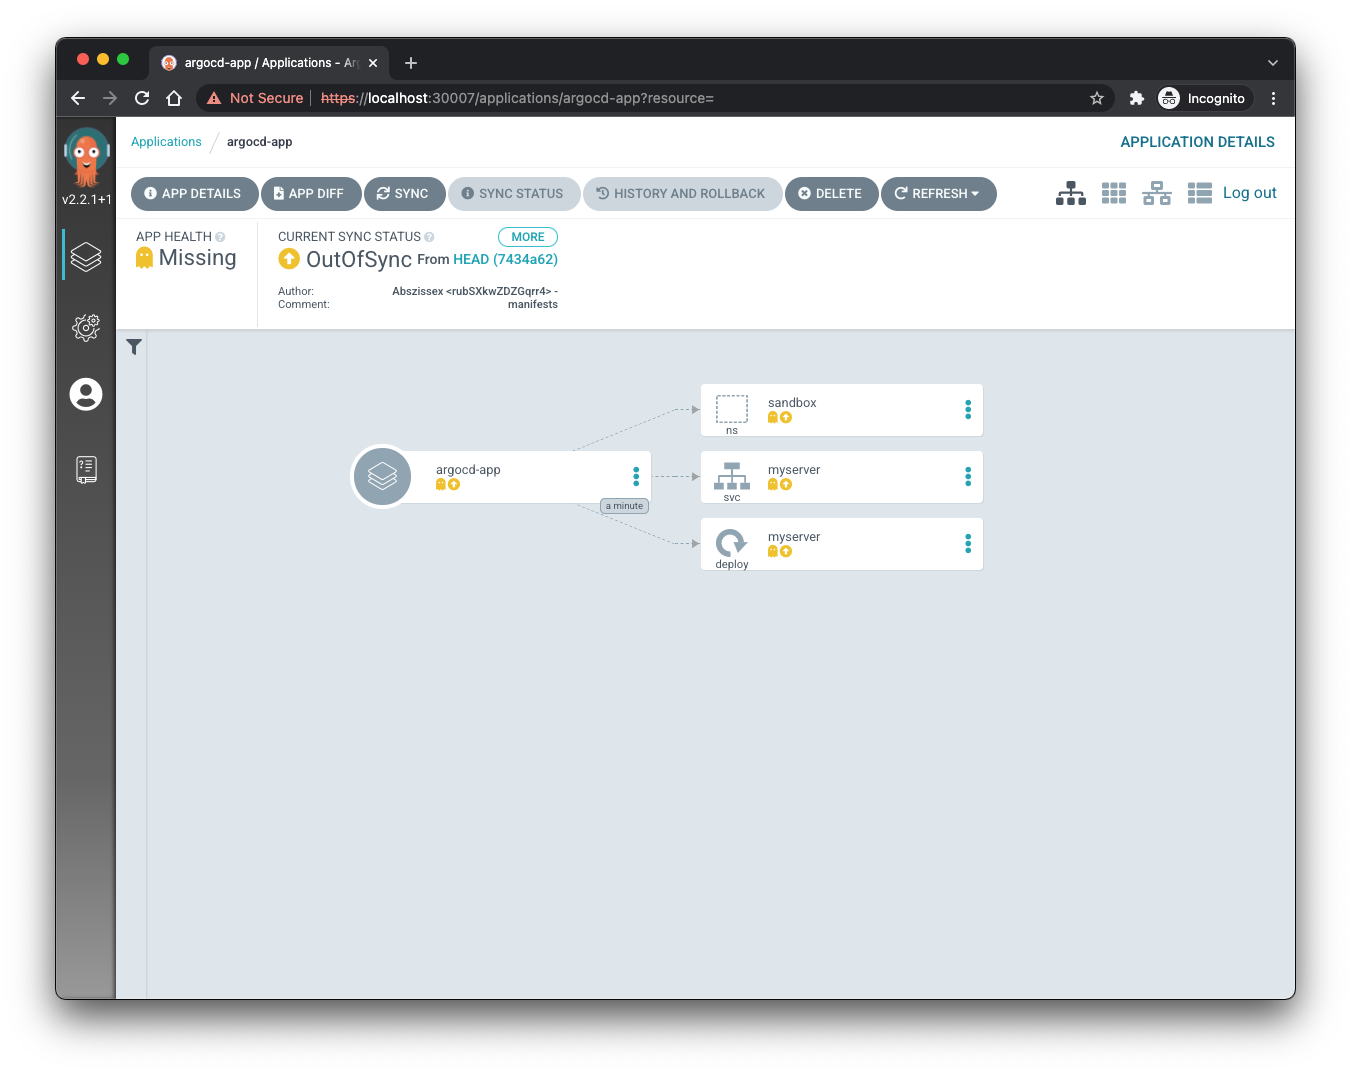 argocd-app / Applications - Ar
Not Secure
https://localhost:30007/applications/argocd-app?resource=
Incognito
v2.2.1+1
Applications
argocd-app
APPLICATION DETAILS
APP DETAILS
APP DIFF
SYNC
SYNC STATUS
HISTORY AND ROLLBACK
DELETE
REFRESH
Log out
APP HEALTH
Missing
CURRENT SYNC STATUS
MORE
OutOfSync From HEAD (7434a62)
Author: Abszissex <rubSXkwZDZGqrr4> -
Comment: manifests
sandbox
ns
argocd-app
a minute
myserver
svc
myserver
deploy